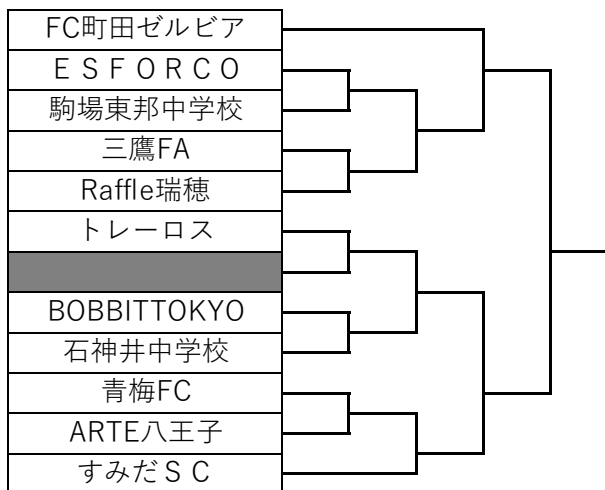 FC町田ゼルビア
ＥＳＦＯＲＣＯ
駒場東邦中学校
三鷹FA
Raffle瑞穂
トレーロス
BOBBITTOKYO
石神井中学校
青梅FC
ARTE八王子
すみだＳＣ